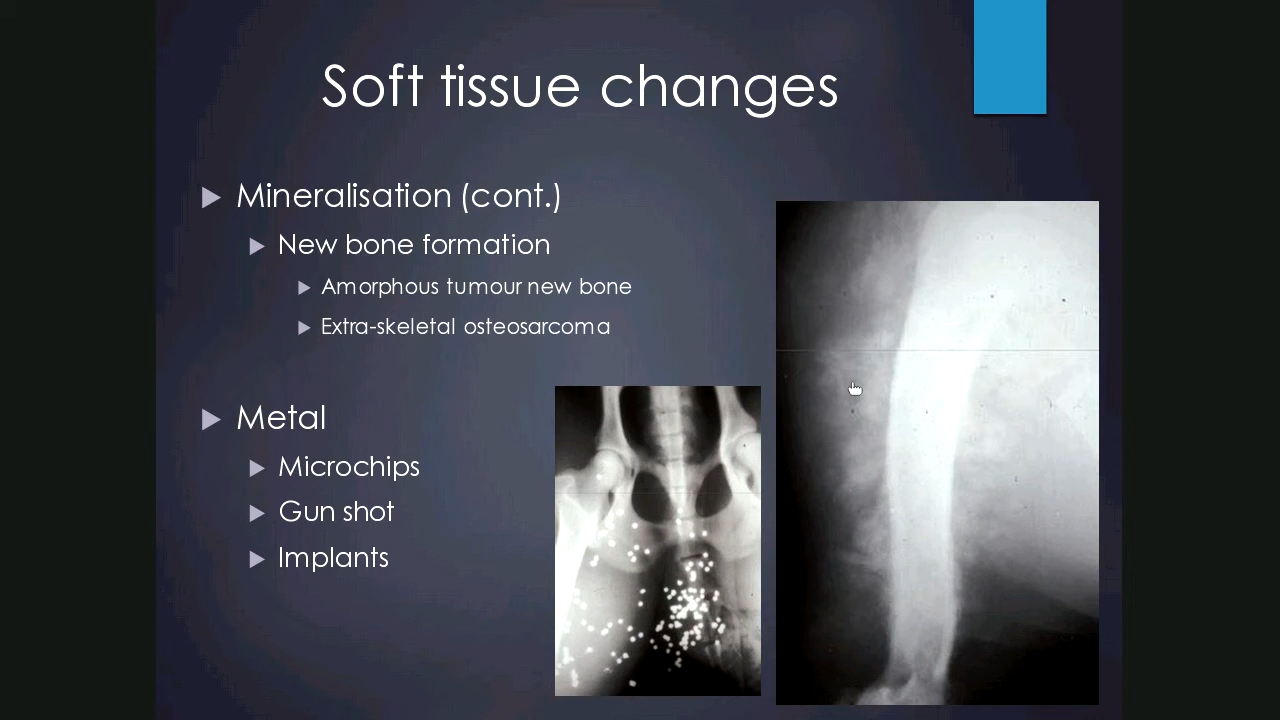 Soft tissue changes
Mineralisation (cont.)
New bone formation
Amorphous tumour new bone
Extra-skeletal osteosarcoma
Metal
Microchips
Gun shot
Implants